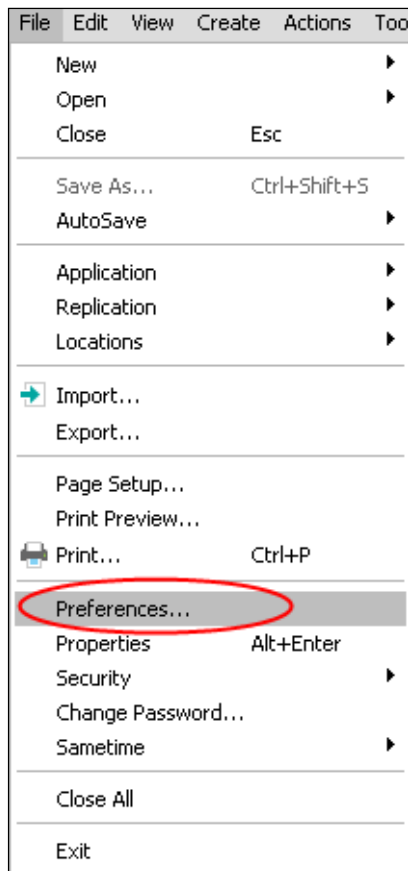 File Edit View Create Actions Too
New
Open
Close Esc
Save As... Ctrl+Shift+S
AutoSave
Application
Replication
Locations
Import...
Export...
Page Setup...
Print Preview...
Print... Ctrl+P
Preferences...
Properties Alt+Enter
Security
Change Password...
Sametime
Close All
Exit